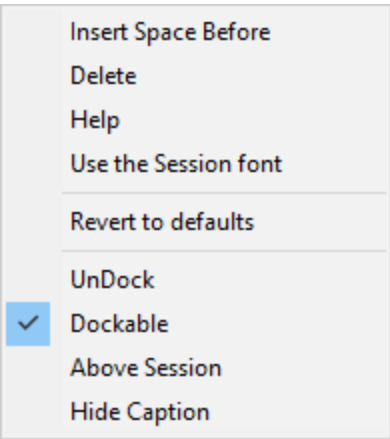 Insert Space Before
Delete
Help
Use the Session font
Revert to defaults
UnDock
Dockable
Above Session
Hide Caption